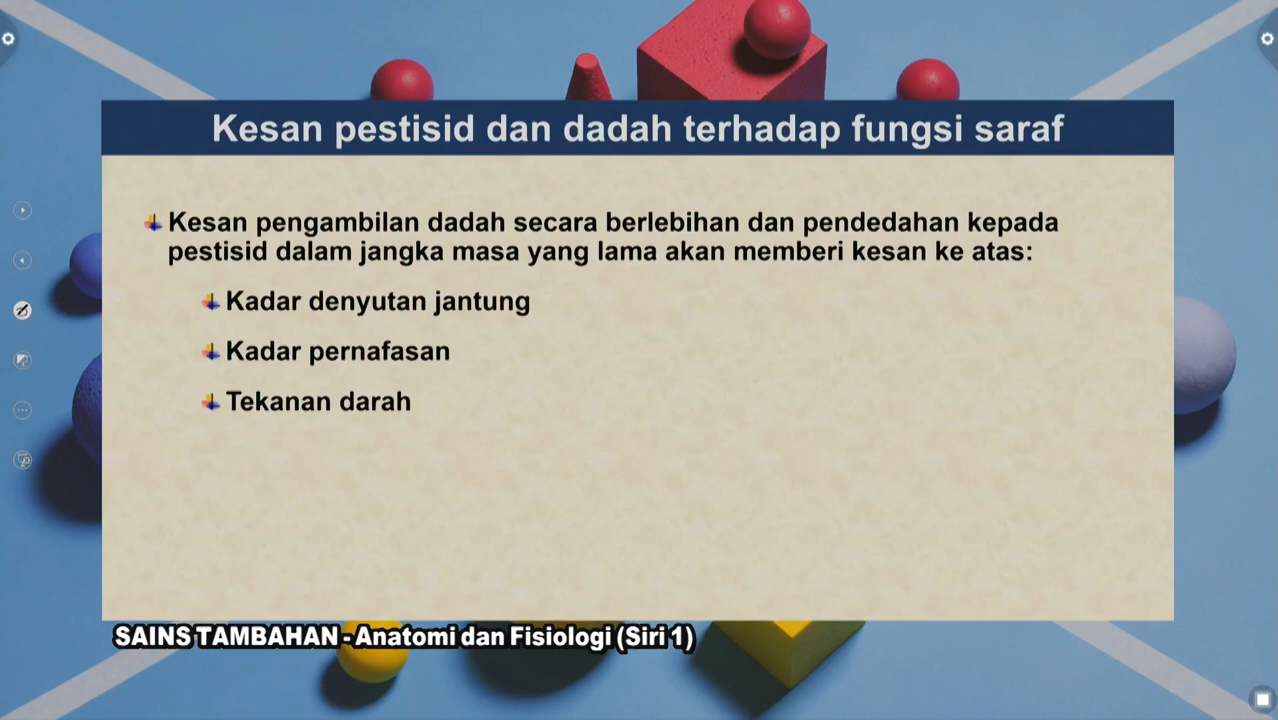 Kesan pestisid dan dadah terhadap fungsi saraf
Kesan pengambilan dadah secara berlebihan dan pendedahan kepada
pestisid dalam jangka masa yang lama akan memberi kesan ke atas:
Kadar denyutan jantung
Kadar pernafasan
Tekanan darah
SAINS TAMBAHAN - Anatomi dan Fisiologi (Siri 1)